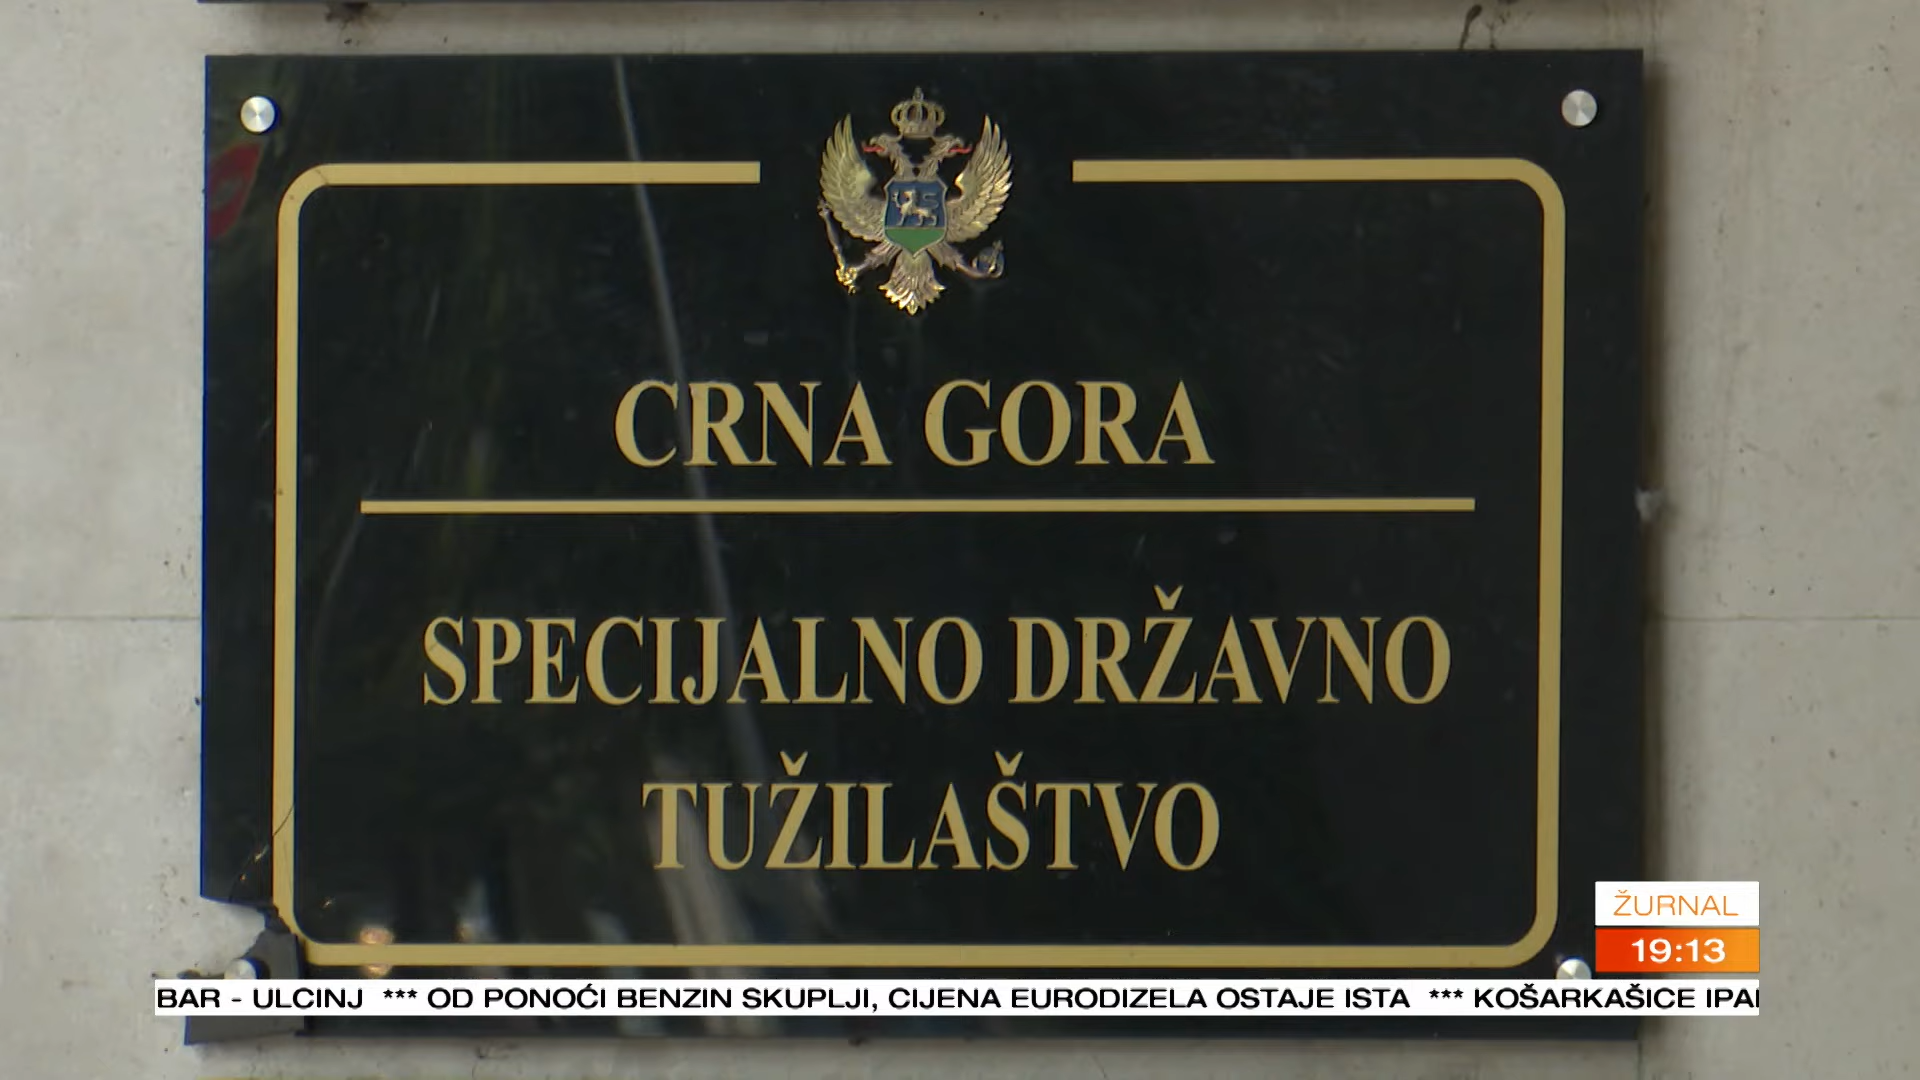 CRNA GORA
SPECIJALNO DRŽAVNO
TUŽILAŠTVO
ŽURNAL
19:13
BAR - ULCINJ *** OD PONOĆI BENZIN SKUPLJI, CIJENA EURODIZELA OSTAJE ISTA *** KOŠARKAŠICE